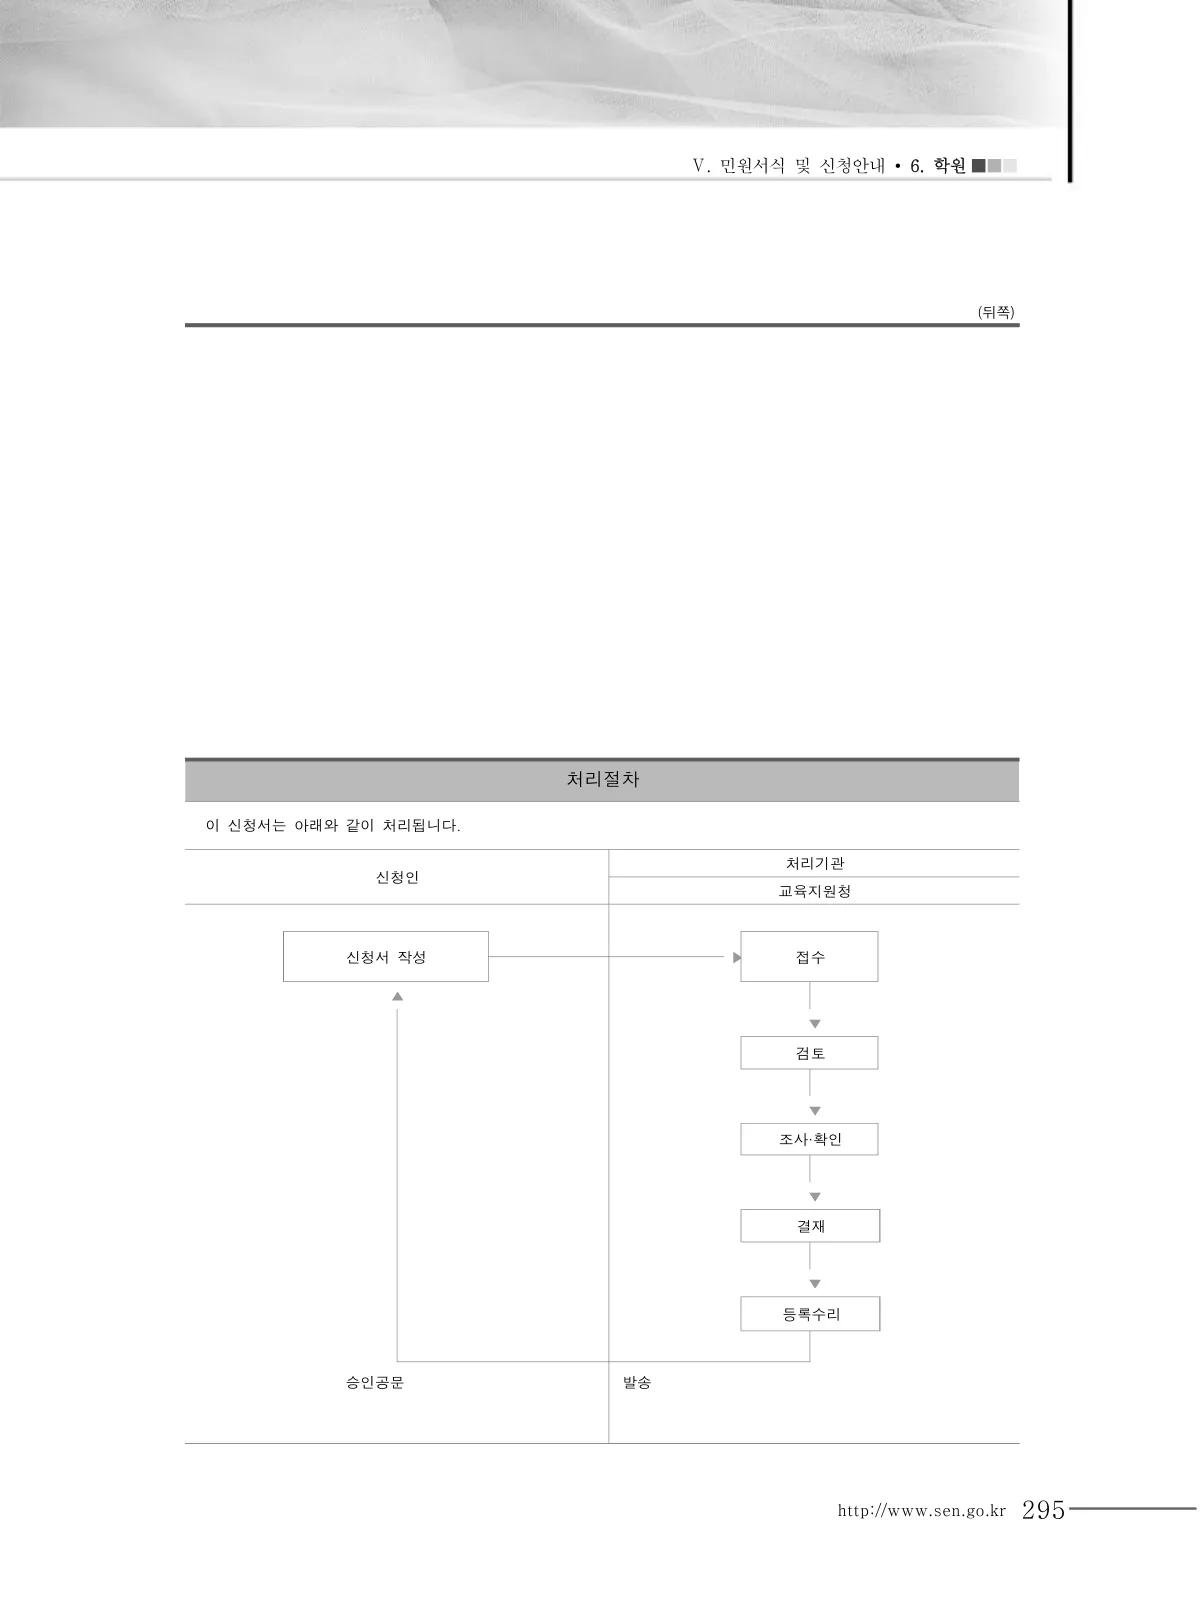 Ⅴ. 민원서식 및 신청안내 • 6. 학원
(뒤쪽)
처리절차
이 신청서는 아래와 같이 처리됩니다.
신청인
처리기관
교육지원청
신청서 작성
접수
검토
조사·확인
결재
등록수리
승인공문
발송
http://www.sen.go.kr 295